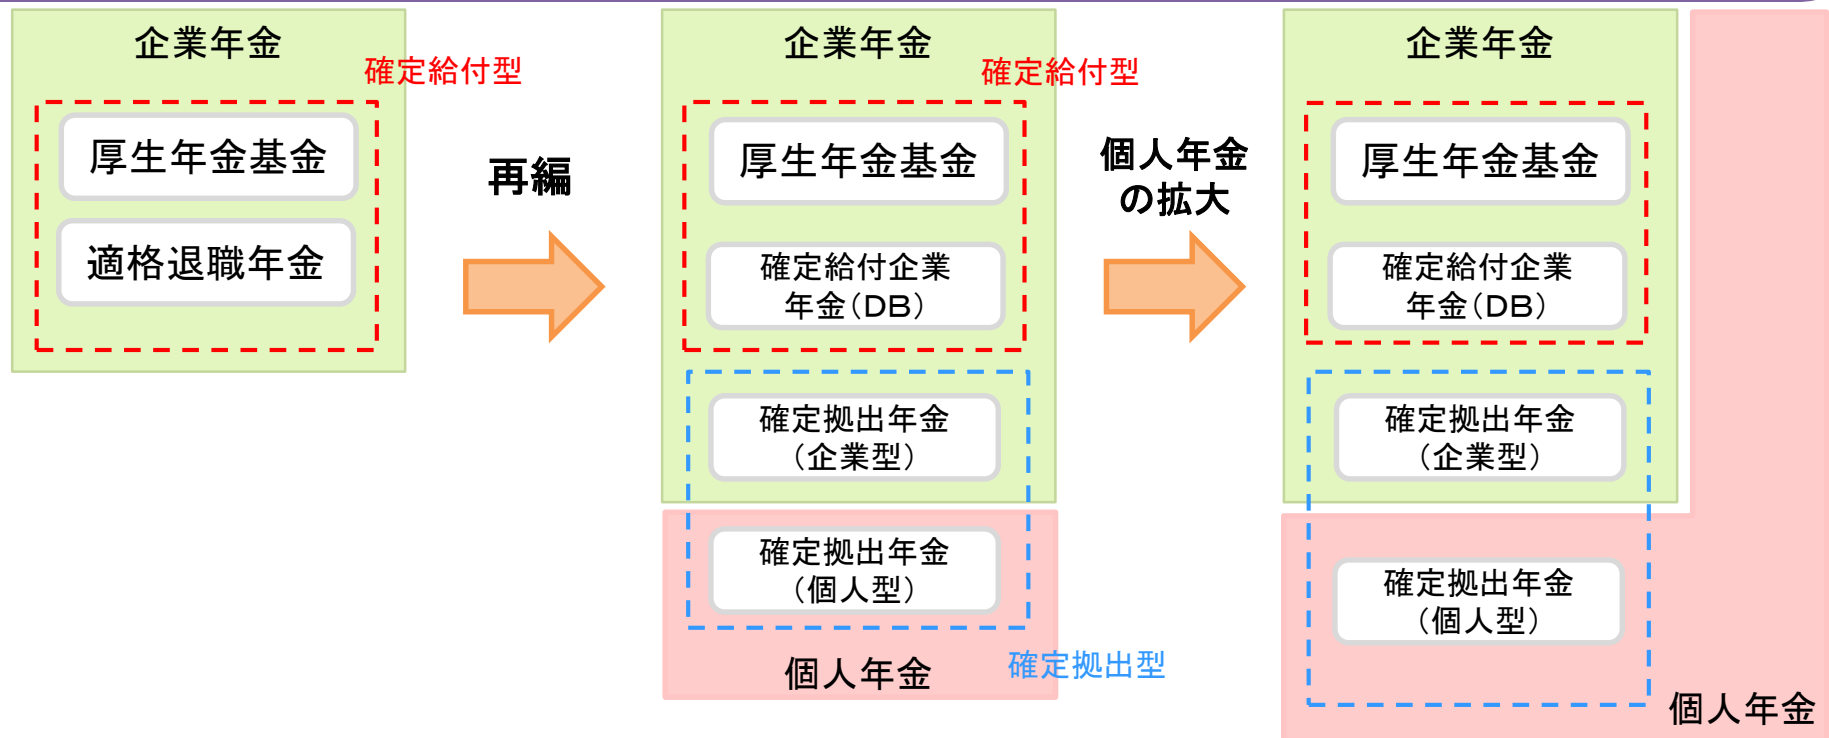 企業年金
確定給付型
厚生年金基金
適格退職年金
再編
企業年金
確定給付型
厚生年金基金
確定給付企業
年金(DB)
確定拠出年金
(企業型)
確定拠出年金
(個人型)
個人年金
確定拠出型
個人年金
の拡大
企業年金
厚生年金基金
確定給付企業
年金(DB)
確定拠出年金
(企業型)
確定拠出年金
(個人型)
個人年金